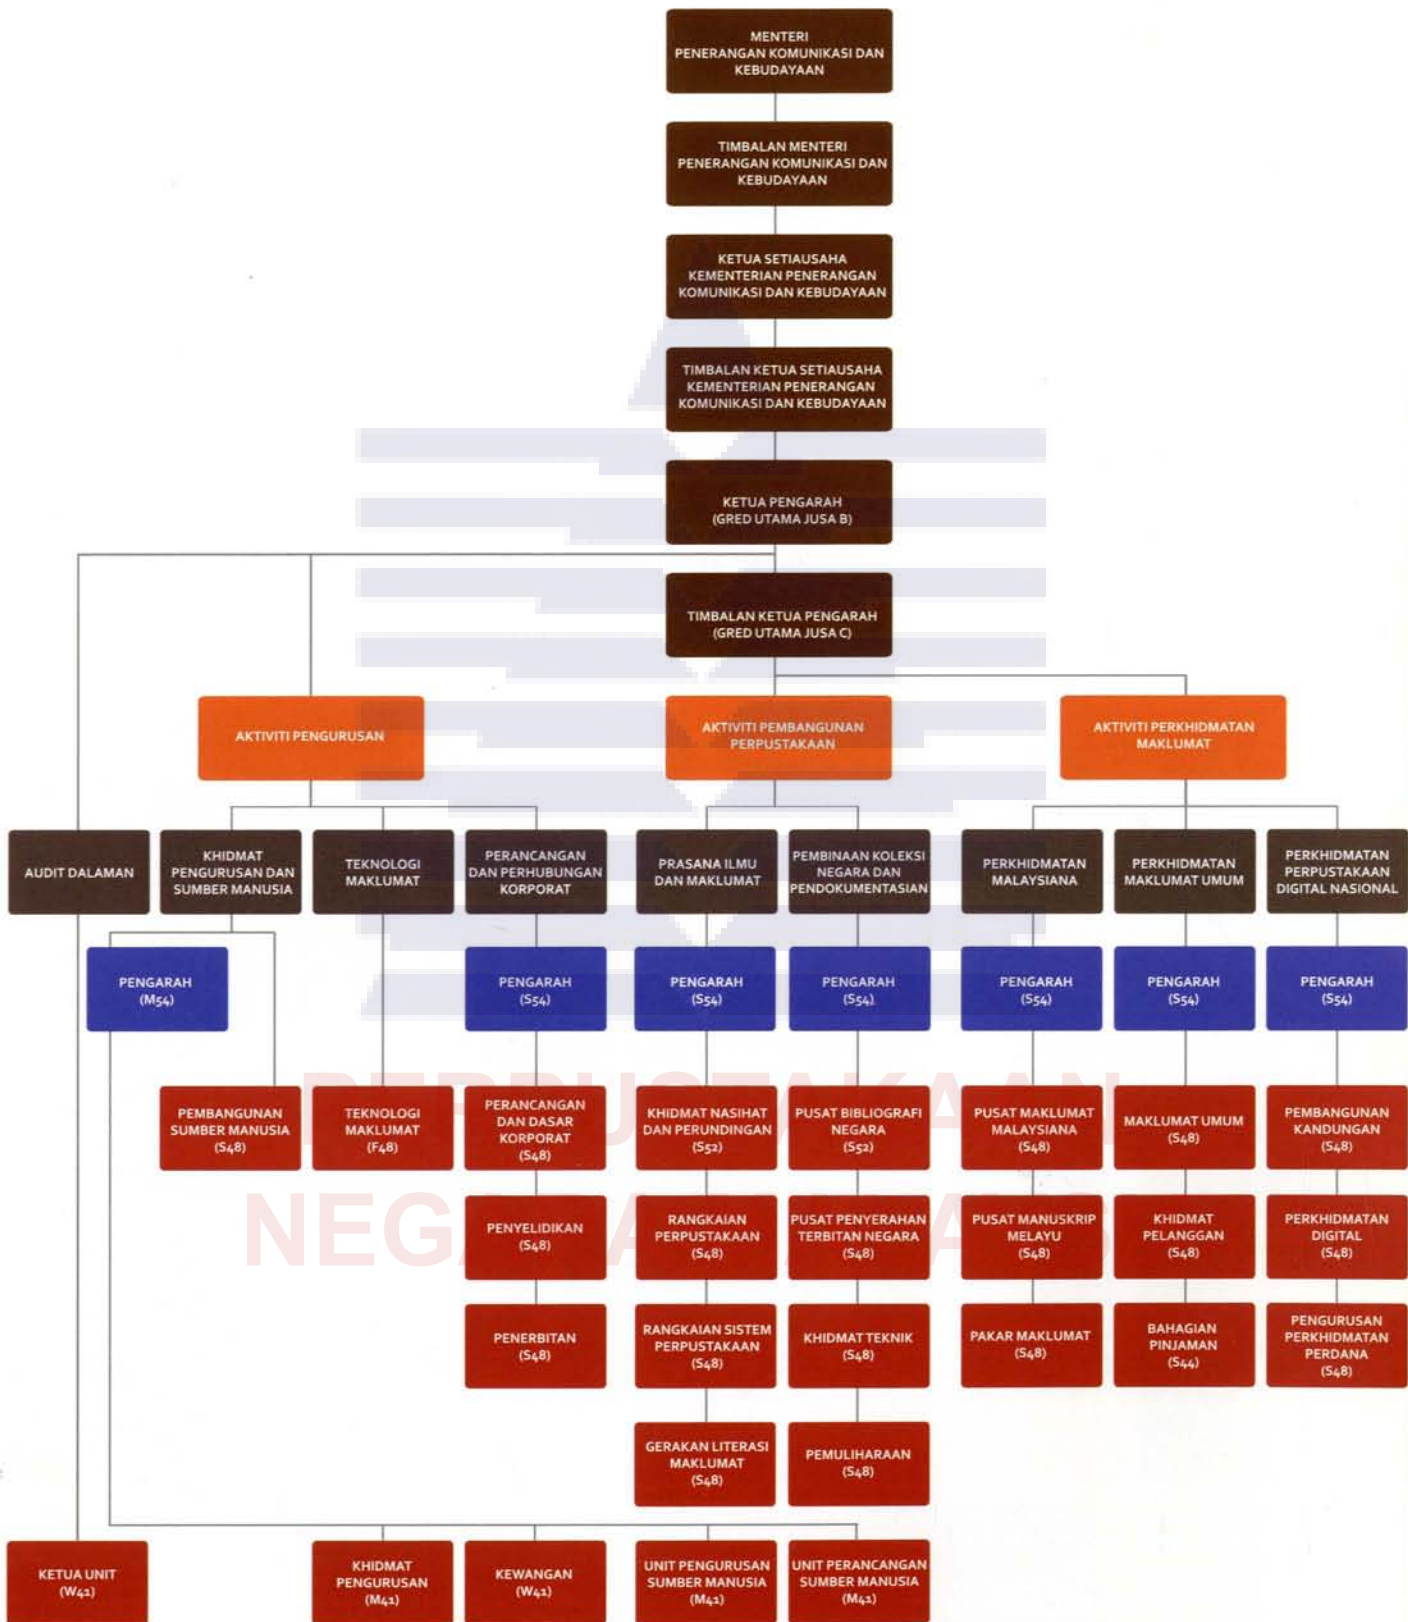 MENTERI
PENERANGAN KOMUNIKASI DAN
KEBUDAYAAN
TIMBALAN MENTERI
PENERANGAN KOMUNIKASI DAN
KEBUDAYAAN
KETUA SETIAUSAHA
KEMENTERIAN PENERANGAN
KOMUNIKASI DAN KEBUDAYAAN
TIMBALAN KETUA SETIAUSAHA
KEMENTERIAN PENERANGAN
KOMUNIKASI DAN KEBUDAYAAN
KETUA PENGARAH
(GRED UTAMA JUSA B)
TIMBALAN KETUA PENGARAH
(GRED UTAMA JUSA C)
AKTIVITI PENGURUSAN
AKTIVITI PEMBANGUNAN
PERPUSTAKAAN
AKTIVITI PERKHIDMATAN
MAKLUMAT
AUDIT DALAMAN
KHIDMAT
PENGURUSAN DAN
SUMBER MANUSIA
TEKNOLOGI
MAKLUMAT
PERANCANGAN
DAN PERHUBUNGAN
KORPORAT
PRASANA ILMU
DAN MAKLUMAT
PEMBINAAN KOLEKSI
NEGARA DAN
PENDOKUMENTASIAN
PERKHIDMATAN
MALAYSIANA
PERKHIDMATAN
MAKLUMAT UMUM
PERKHIDMATAN
PERPUSTAKAAN
DIGITAL NASIONAL
PENGARAH
(M54)
PENGARAH
(S54)
PENGARAH
(S54)
PENGARAH
(S54)
PENGARAH
(S54)
PENGARAH
(S54)
PENGARAH
(S54)
PEMBANGUNAN
SUMBER MANUSIA
(S48)
TEKNOLOGI
MAKLUMAT
(F48)
PERANCANGAN
DAN DASAR
KORPORAT
(S48)
KHIDMAT NASIHAT
DAN PERUNDINGAN
(S52)
PUSAT BIBLIOGRAFI
NEGARA
(S52)
PUSAT MAKLUMAT
MALAYSIANA
(S48)
MAKLUMAT UMUM
(S48)
PEMBANGUNAN
KANDUNGAN
(S48)
PENYELIDIKAN
(S48)
RANGKAIAN
PERPUSTAKAAN
(S48)
PUSAT PENYERAHAN
TERBITAN NEGARA
(S48)
PUSAT MANUSKRIP
MELAYU
(S48)
KHIDMAT
PELANGGAN
(S48)
PERKHIDMATAN
DIGITAL
(S48)
PENERBITAN
(S48)
RANGKAIAN SISTEM
PERPUSTAKAAN
(S48)
KHIDMAT TEKNIK
(S48)
PAKAR MAKLUMAT
(S48)
BAHAGIAN
PINJAMAN
(S44)
PENGURUSAN
PERKHIDMATAN
PERDANA
(S48)
GERAKAN LITERASI
MAKLUMAT
(S48)
PEMULIHARAAN
(S48)
KETUA UNIT
(W41)
KHIDMAT
PENGURUSAN
(M41)
KEWANGAN
(W41)
UNIT PENGURUSAN
SUMBER MANUSIA
(M41)
UNIT PERANCANGAN
SUMBER MANUSIA
(M41)
PERPUSTAKAAN